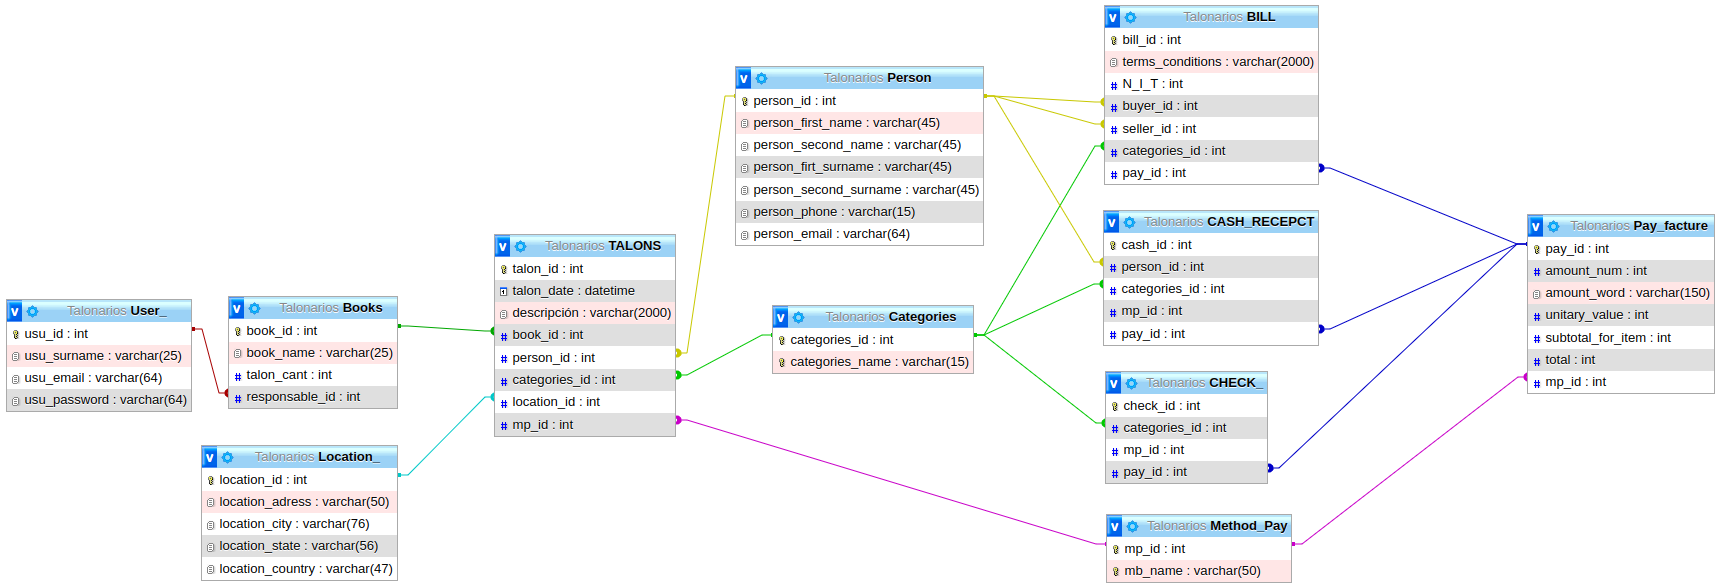 Talonarios User_
usu_id : int
usu_surname : varchar(25)
usu_email : varchar(64)
usu_password : varchar(64)
Talonarios Books
book_id : int
book_name : varchar(25)
talon_cant : int
responsable_id : int
Talonarios Location_
location_id : int
location_adress : varchar(50)
location_city : varchar(76)
location_state : varchar(56)
location_country : varchar(47)
Talonarios TALONS
talon_id : int
talon_date : datetime
descripción : varchar(2000)
book_id : int
person_id : int
categories_id : int
location_id : int
mp_id : int
Talonarios Person
person_id : int
person_first_name : varchar(45)
person_second_name : varchar(45)
person_firt_surname : varchar(45)
person_second_surname : varchar(45)
person_phone : varchar(15)
person_email : varchar(64)
Talonarios Categories
categories_id : int
categories_name : varchar(15)
Talonarios BILL
bill_id : int
terms_conditions : varchar(2000)
N_I_T : int
buyer_id : int
seller_id : int
categories_id : int
pay_id : int
Talonarios CASH_RECEPCT
cash_id : int
person_id : int
categories_id : int
mp_id : int
pay_id : int
Talonarios CHECK_
check_id : int
categories_id : int
mp_id : int
pay_id : int
Talonarios Method_Pay
mp_id : int
mb_name : varchar(50)
Talonarios Pay_facture
pay_id : int
amount_num : int
amount_word : varchar(150)
unitary_value : int
subtotal_for_item : int
total : int
mp_id : int